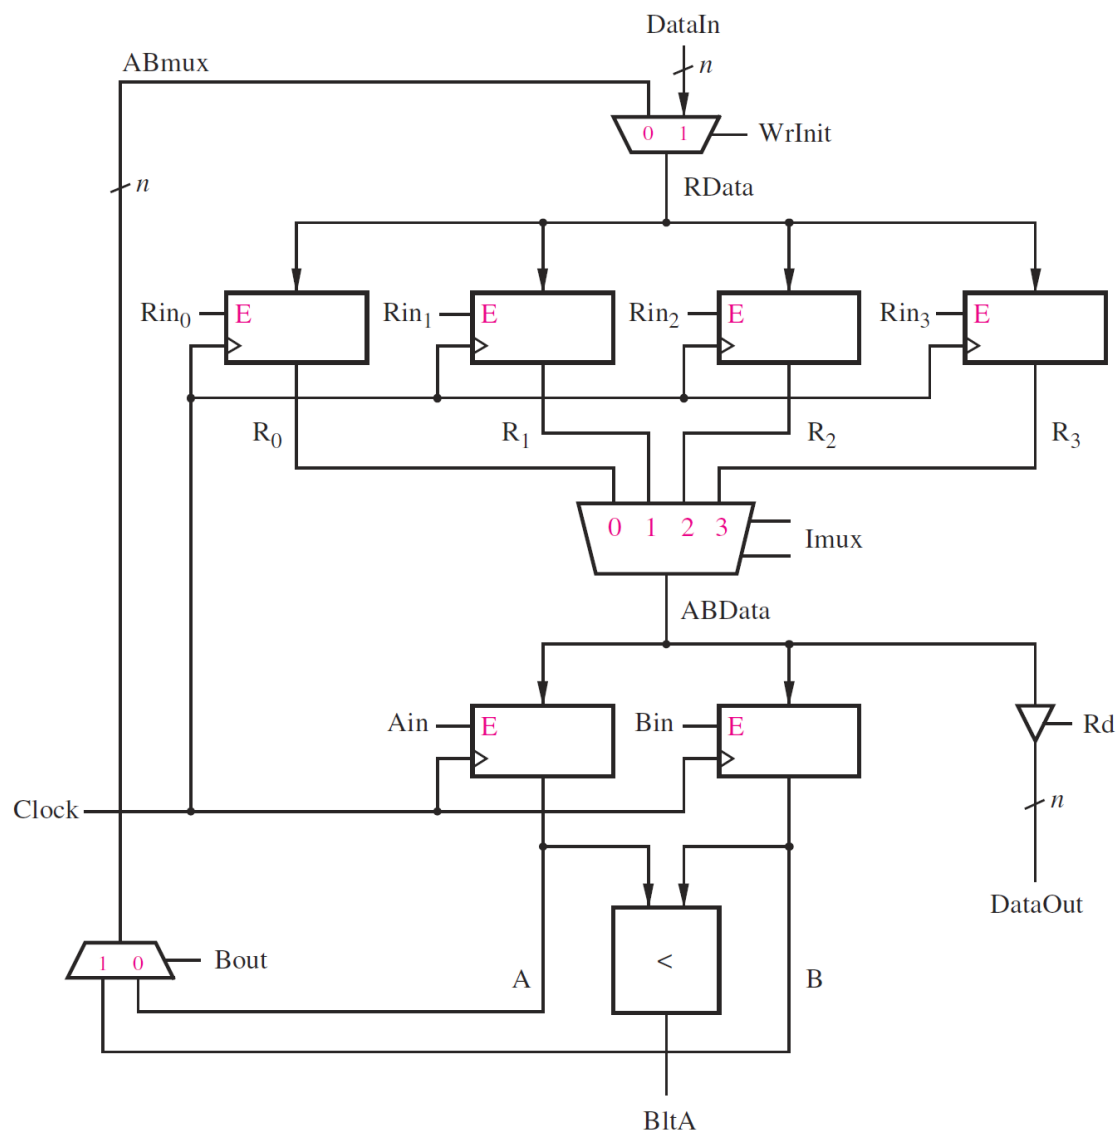 DataIn
ABmux
n
0 1
WrInit
n
RData
Rin0 E
Rin1 E
Rin2 E
Rin3 E
R0
R1
R2
R3
0 1 2 3
Imux
ABData
Ain E
Bin E
Rd
Clock
n
DataOut
1 0
Bout
A
<
B
BltA